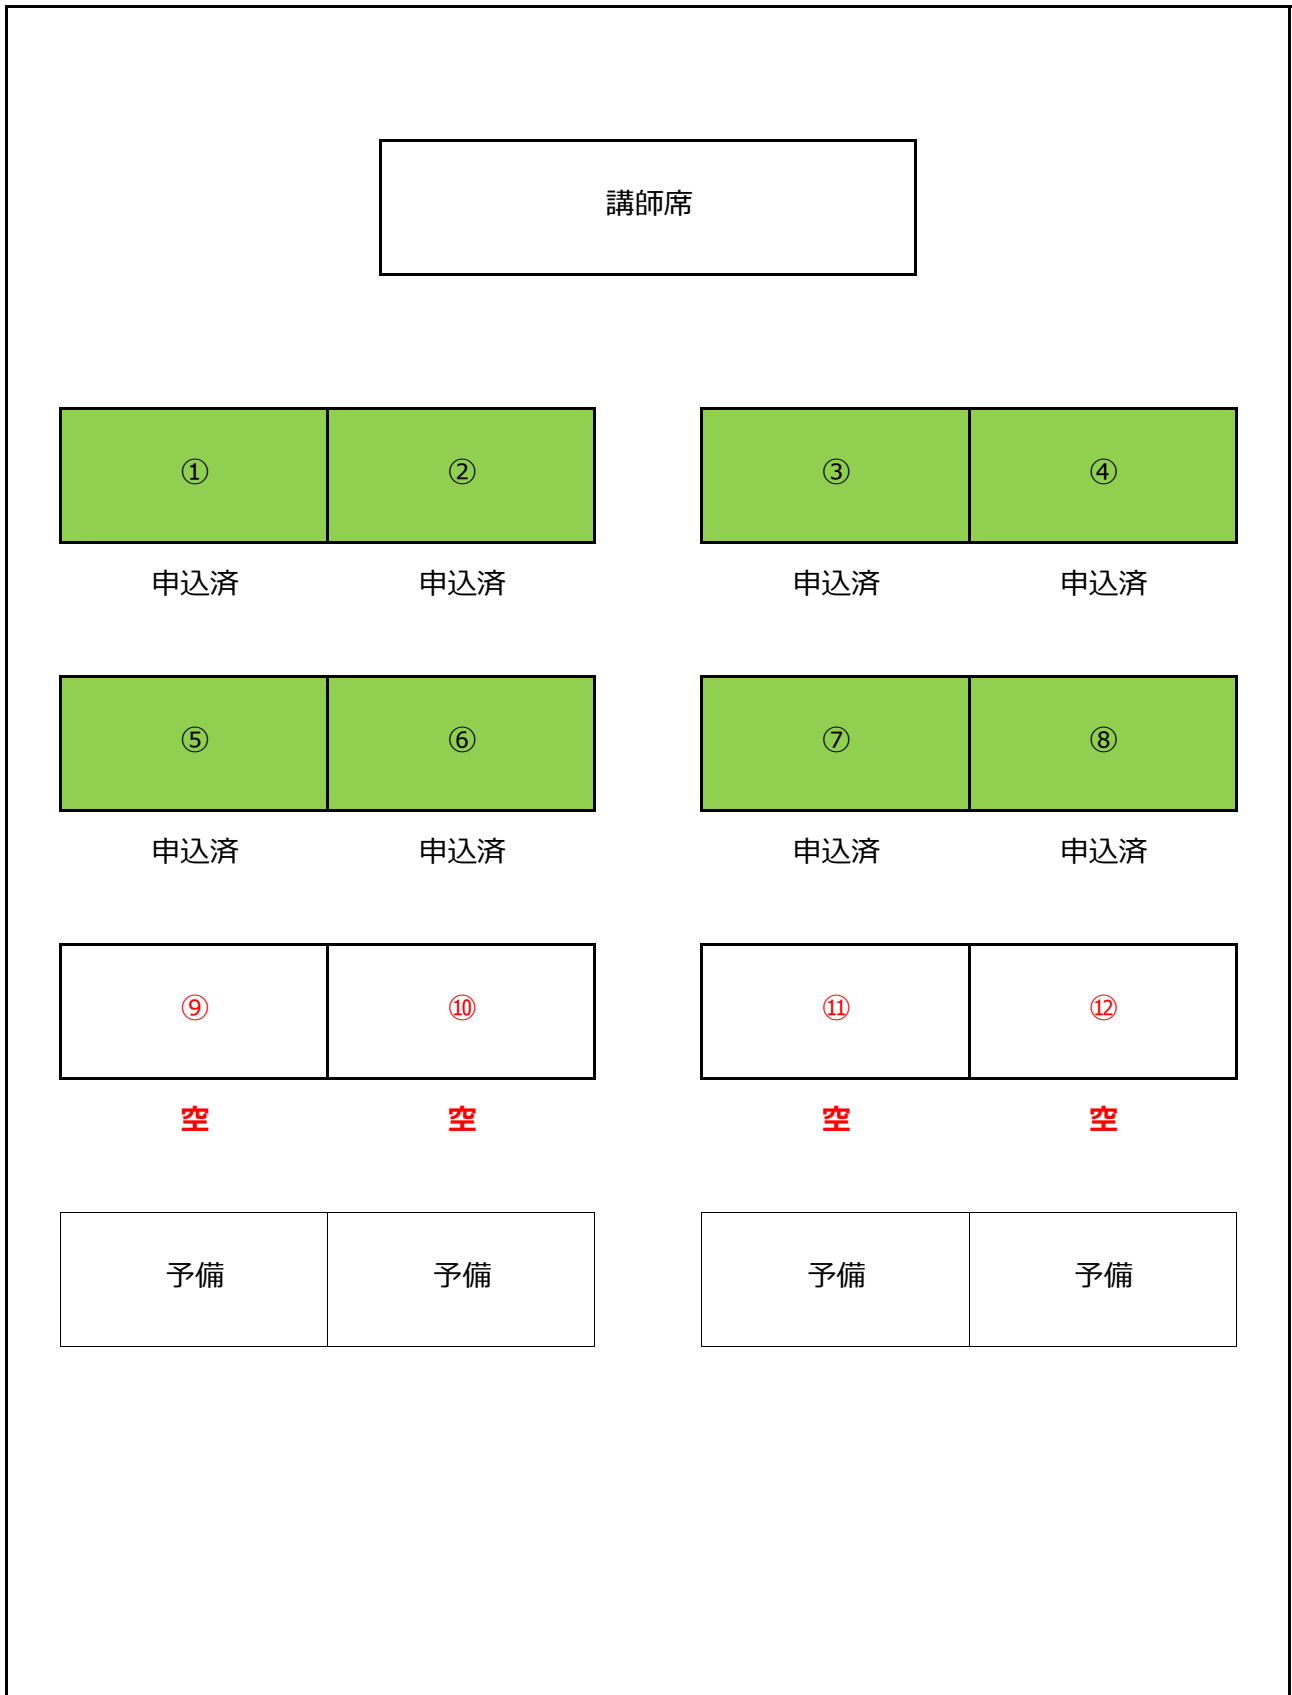 講師席
① ② ③ ④
申込済 申込済 申込済 申込済
⑤ ⑥ ⑦ ⑧
申込済 申込済 申込済 申込済
⑨ ⑩ ⑪ ⑫
空 空 空 空
予備 予備 予備 予備